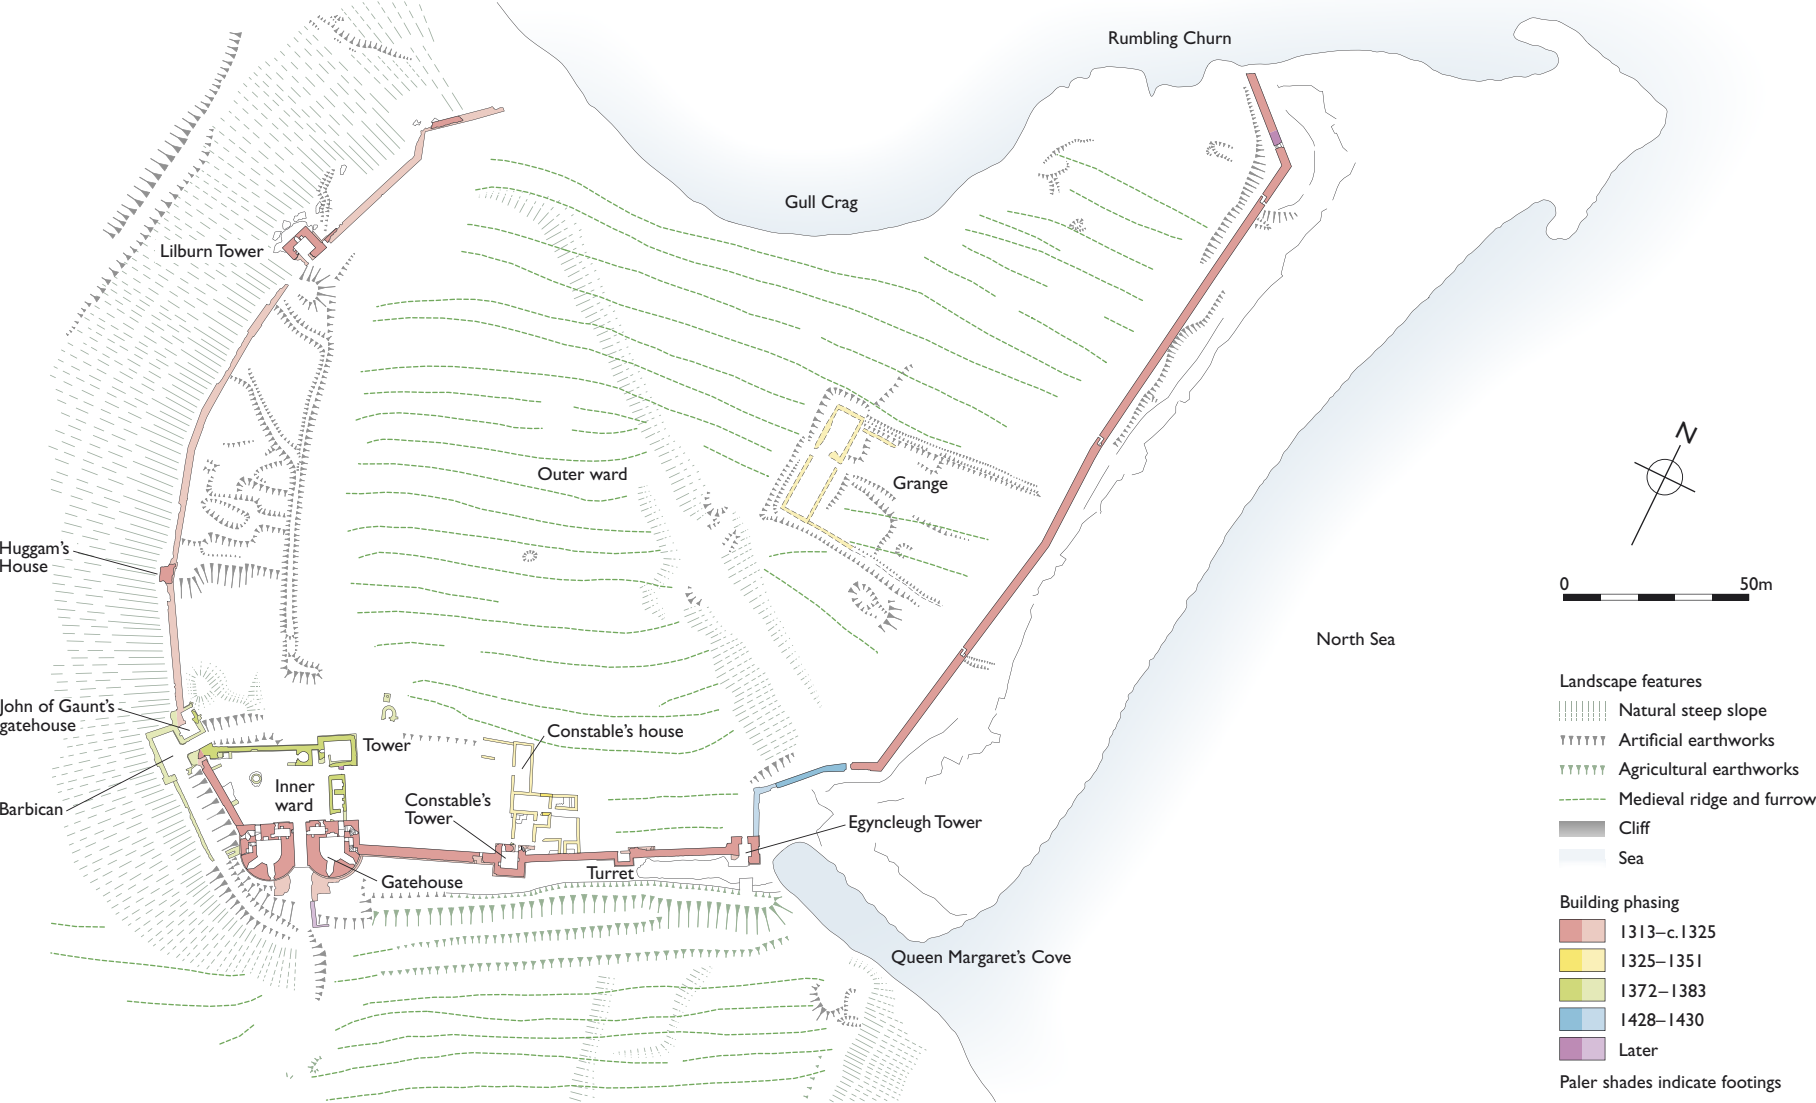 Rumbling Churn
Gull Crag
Lilburn Tower
N
Outer ward
Grange
Huggam's
House
0 50m
North Sea
John of Gaunt's
gatehouse
Tower
Constable's house
Inner
ward
Barbican
Constable's
Tower
Egyncleugh Tower
Turret
Gatehouse
Queen Margaret's Cove
Landscape features
Natural steep slope
Artificial earthworks
Agricultural earthworks
Medieval ridge and furrow
Cliff
Sea
Building phasing
1313–c.1325
1325–1351
1372–1383
1428–1430
Later
Paler shades indicate footings